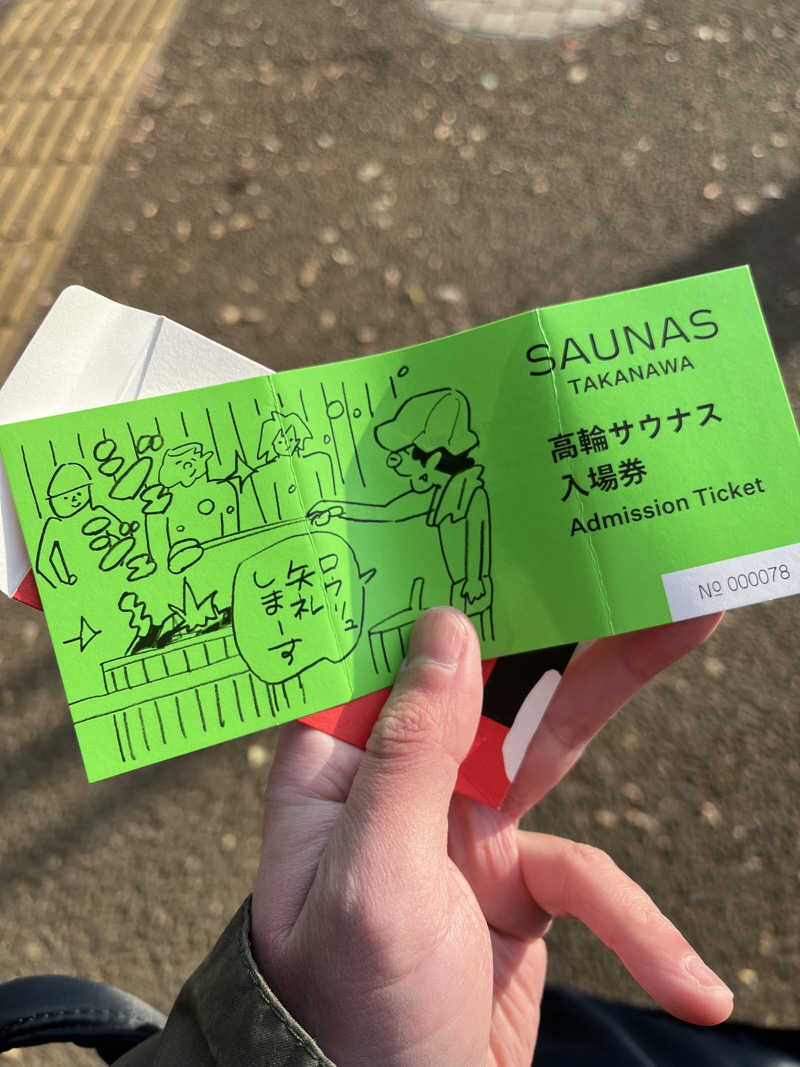 SAUNAS
TAKANAWA
高輪サウナス
入場券
Admission Ticket
№ 000078
ロウリュ
失礼
しまーす